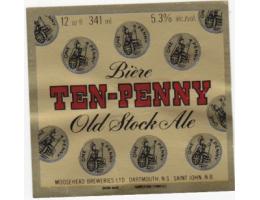 12 oz fl 341 ml 5.3% alc./vol.
Bière
TEN-PENNY
Old Stock Ale
MOOSEHEAD BREWERIES LTD. DARTMOUTH, N.S. SAINT JOHN, N.B.